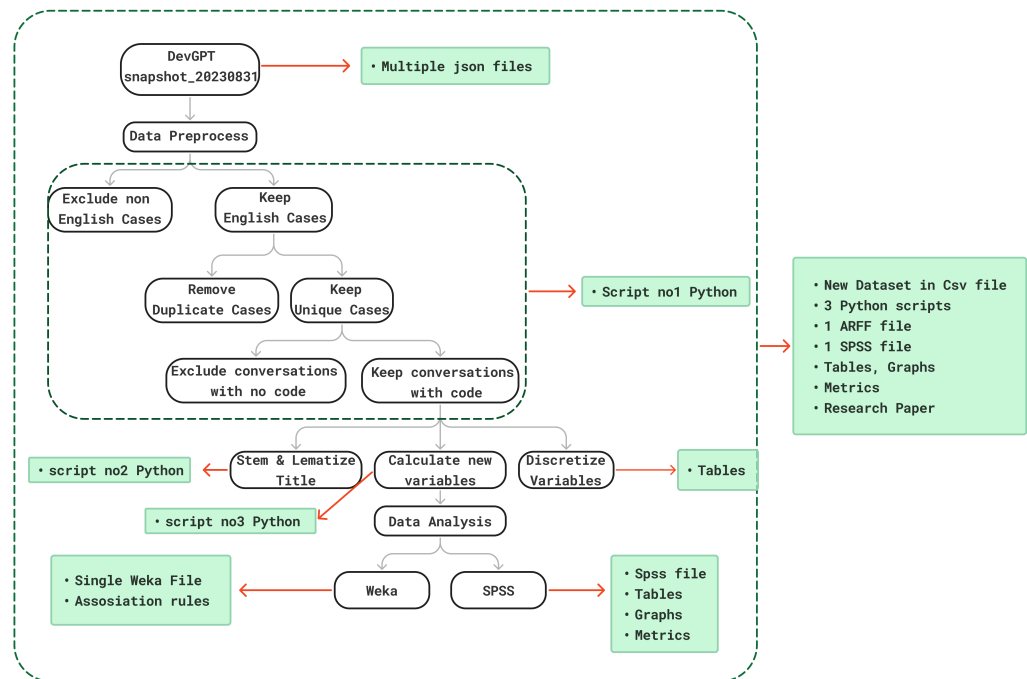 DevGPT
snapshot_20230831
• Multiple json files
Data Preprocess
Exclude non
English Cases
Keep
English Cases
Remove
Duplicate Cases
Keep
Unique Cases
• Script no1 Python
• New Dataset in Csv file
• 3 Python scripts
• 1 ARFF file
• 1 SPSS file
• Tables, Graphs
• Metrics
• Research Paper
Exclude conversations
with no code
Keep conversations
with code
• script no2 Python
Stem & Lematize
Title
Calculate new
variables
Discretize
Variables
• Tables
• script no3 Python
Data Analysis
• Single Weka File
• Assosiation rules
Weka
SPSS
• Spss file
• Tables
• Graphs
• Metrics